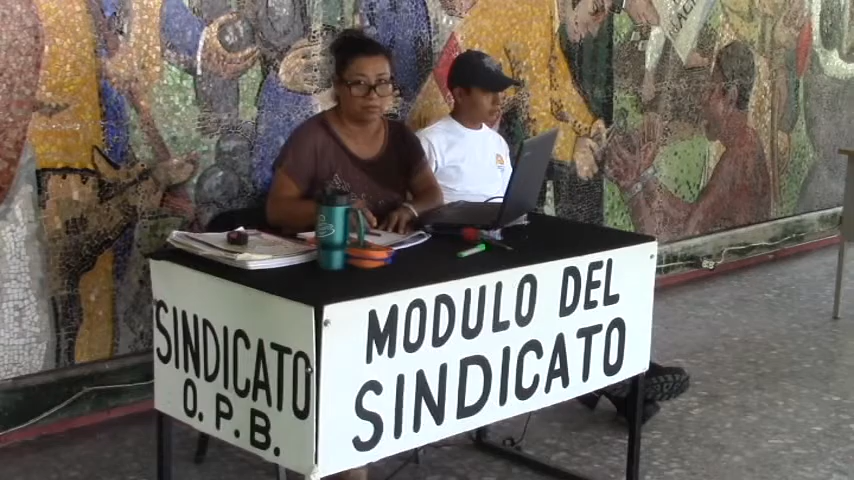 SINDICATO
O. P. B.
MODULO DEL
SINDICATO